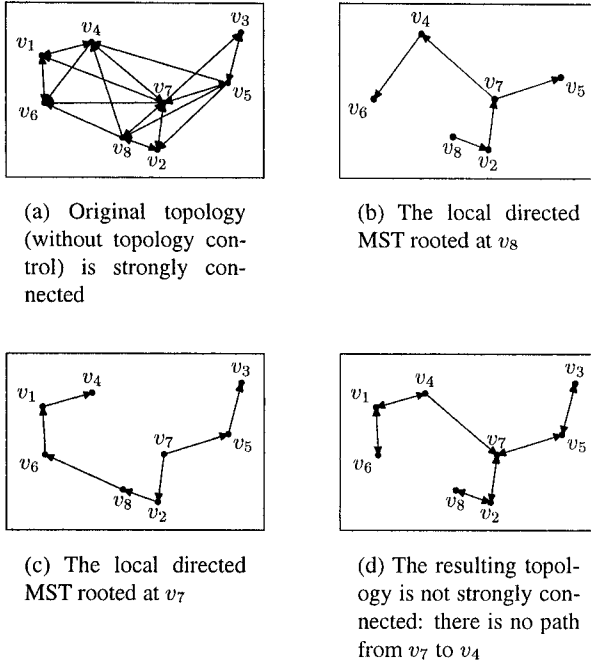 v3
v4
v1
v7
v5
v6
v8
v2
v4
v7
v6
v5
v8
v2
(a) Original topology
(without topology con-
trol) is strongly con-
nected
(b) The local directed
MST rooted at v8
v3
v4
v1
v7
v5
v6
v8
v2
v3
v4
v1
v7
v5
v6
v8
v2
(c) The local directed
MST rooted at v7
(d) The resulting topol-
ogy is not strongly con-
nected: there is no path
from v7 to v4